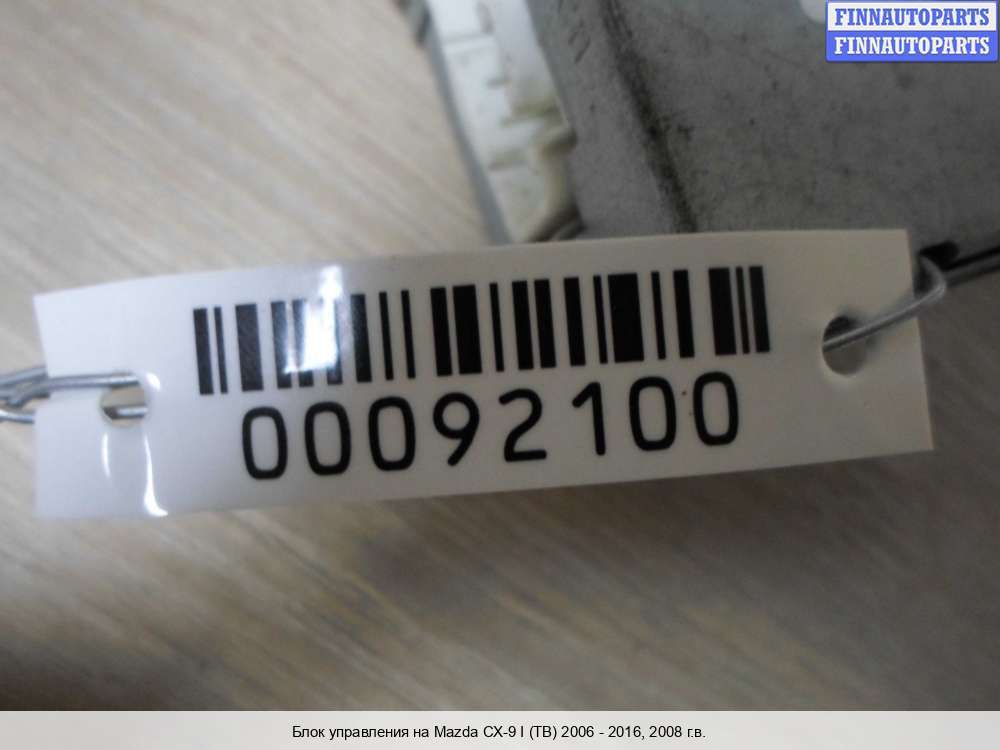 FINNAUTOPARTS
FINNAUTOPARTS
00092100
Блок управления на Mazda CX-9 I (TB) 2006 - 2016, 2008 г.в.